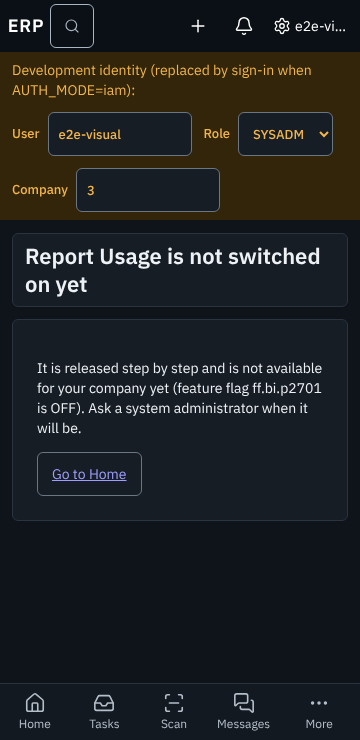 ERP
e2e-vi...
Development identity (replaced by sign-in when
AUTH_MODE=iam):
User e2e-visual Role SYSADM
Company 3
Report Usage is not switched
on yet
It is released step by step and is not available
for your company yet (feature flag ff.bi.p2701
is OFF). Ask a system administrator when it
will be.
Go to Home
Home Tasks Scan Messages More